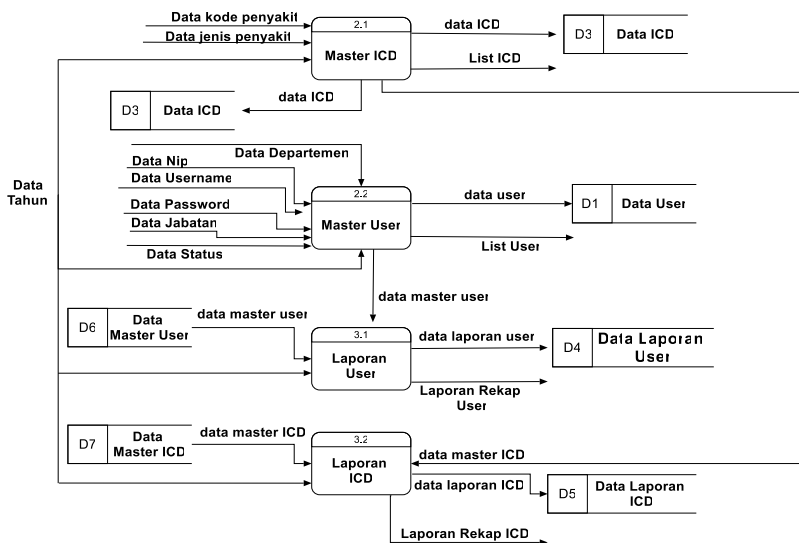 Data kode penyakit
Data jenis penyakit
2.1
Master ICD
data ICD
List ICD
D3
Data ICD
data ICD
D3
Data ICD
Data
Tahun
Data Departemen
Data Nip
Data Username
Data Password
Data Jabatan
Data Status
2.2
Master User
data user
List User
D1
Data User
data master user
D6
Data
Master User
data master user
3.1
Laporan
User
data laporan user
Laporan Rekap
User
D4
Data Laporan
User
D7
Data
Master ICD
data master ICD
3.2
Laporan
ICD
data master ICD
data laporan ICD
D5
Data Laporan
ICD
Laporan Rekap ICD